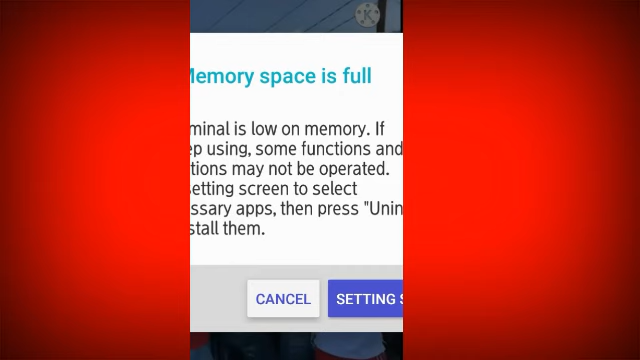 K
Memory space is full
minal is low on memory. If
ep using, some functions and
tions may not be operated.
etting screen to select
ssary apps, then press "Unin
stall them.
CANCEL
SETTING S